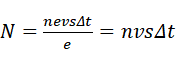 N = nevsΔt / e = nvsΔt